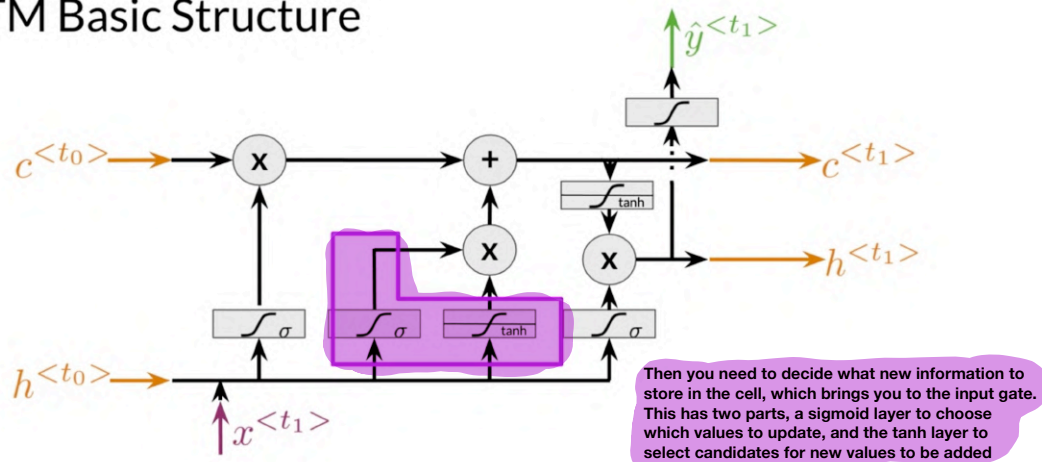 TM Basic Structure
ŷ<t₁>
c<t₀>
x
+
c<t₁>
tanh
x
x
h<t₁>
σ
σ
tanh
σ
h<t₀>
x<t₁>
Then you need to decide what new information to
store in the cell, which brings you to the input gate.
This has two parts, a sigmoid layer to choose
which values to update, and the tanh layer to
select candidates for new values to be added